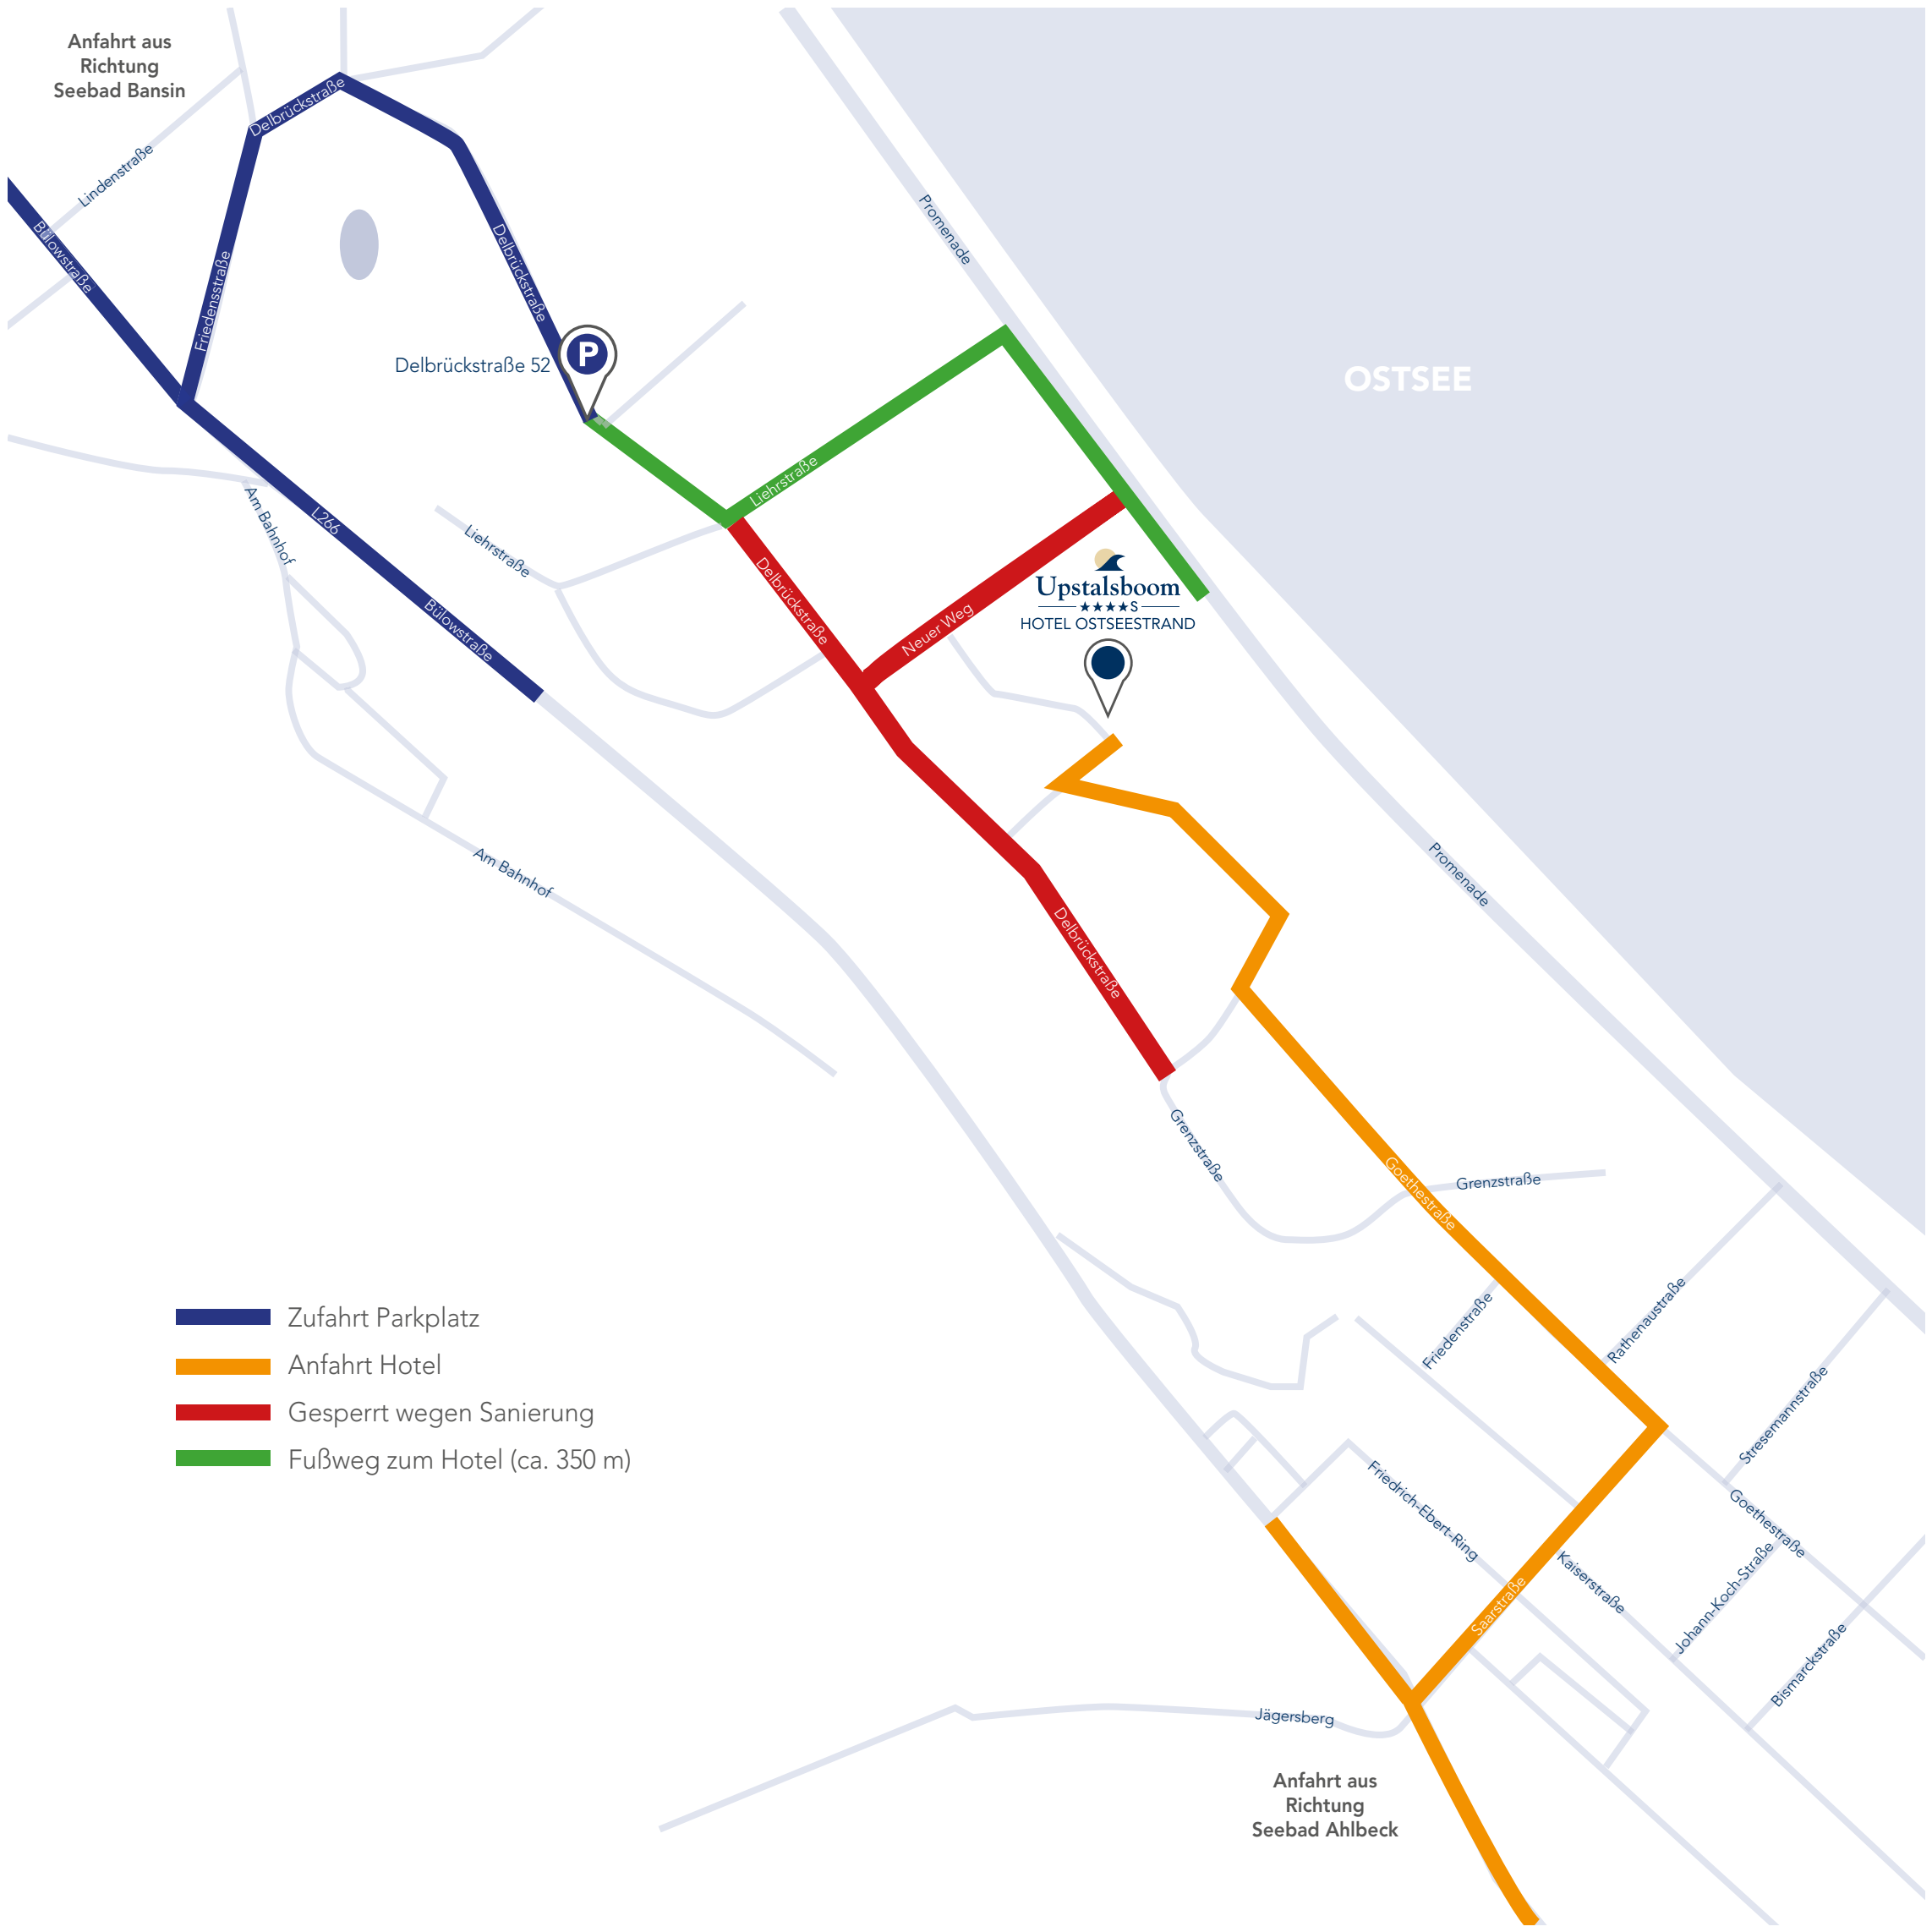 Anfahrt aus
Richtung
Seebad Bansin
Delbrückstraße
Lindenstraße
Bülowstraße
Friedensstraße
Delbrückstraße
Promenade
P
Delbrückstraße 52
OSTSEE
Liehrstraße
Am Bahnhof
L266
Liehrstraße
Delbrückstraße
Upstalsboom
★★★★S
HOTEL OSTSEESTRAND
Neuer Weg
Bülowstraße
Am Bahnhof
Promenade
Delbrückstraße
Grenzstraße
Goethestraße
Grenzstraße
Friedenstraße
Rathenaustraße
Zufahrt Parkplatz
Anfahrt Hotel
Gesperrt wegen Sanierung
Fußweg zum Hotel (ca. 350 m)
Stresemannstraße
Friedrich-Ebert-Ring
Goethestraße
Kaiserstraße
Saarstraße
Johann-Koch-Straße
Bismarckstraße
Jägersberg
Anfahrt aus
Richtung
Seebad Ahlbeck